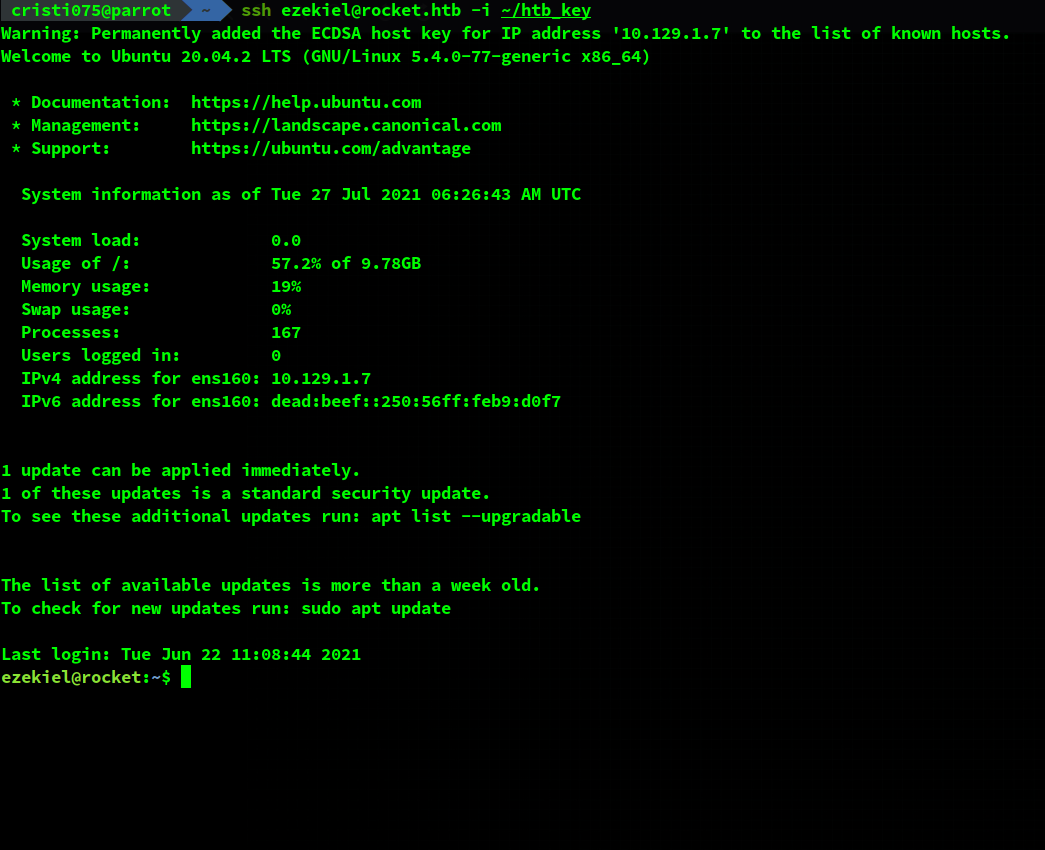 cristi075@parrot ~ ssh ezekiel@rocket.htb -i ~/htb_key
Warning: Permanently added the ECDSA host key for IP address '10.129.1.7' to the list of known hosts.
Welcome to Ubuntu 20.04.2 LTS (GNU/Linux 5.4.0-77-generic x86_64)
* Documentation:  https://help.ubuntu.com
* Management:     https://landscape.canonical.com
* Support:        https://ubuntu.com/advantage
System information as of Tue 27 Jul 2021 06:26:43 AM UTC
System load:             0.0
Usage of /:              57.2% of 9.78GB
Memory usage:            19%
Swap usage:              0%
Processes:               167
Users logged in:         0
IPv4 address for ens160: 10.129.1.7
IPv6 address for ens160: dead:beef::250:56ff:feb9:d0f7
1 update can be applied immediately.
1 of these updates is a standard security update.
To see these additional updates run: apt list --upgradable
The list of available updates is more than a week old.
To check for new updates run: sudo apt update
Last login: Tue Jun 22 11:08:44 2021
ezekiel@rocket:~$